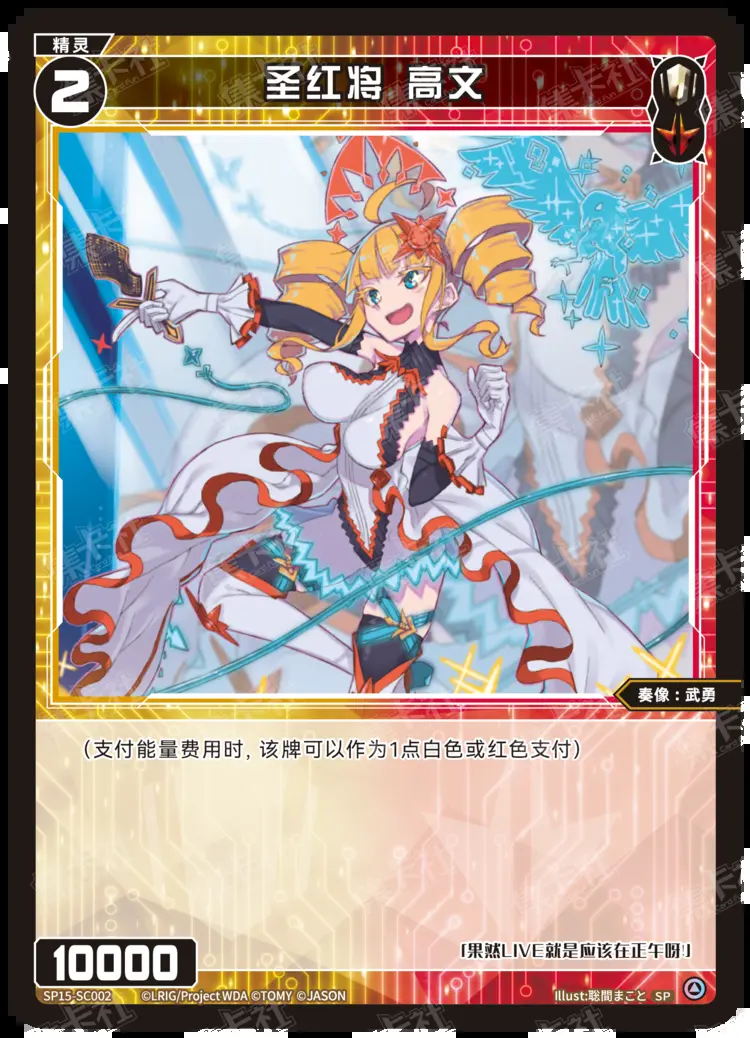 精灵
2
圣红将 高文
奏像：武勇
（支付能量费用时, 该牌可以作为1点白色或红色支付）
「果然LIVE就是应该在正午呀!」
10000
SP15-SC002 ©LRIG/Project WDA ©TOMY ©JASON
Illust:聡間まこと SP